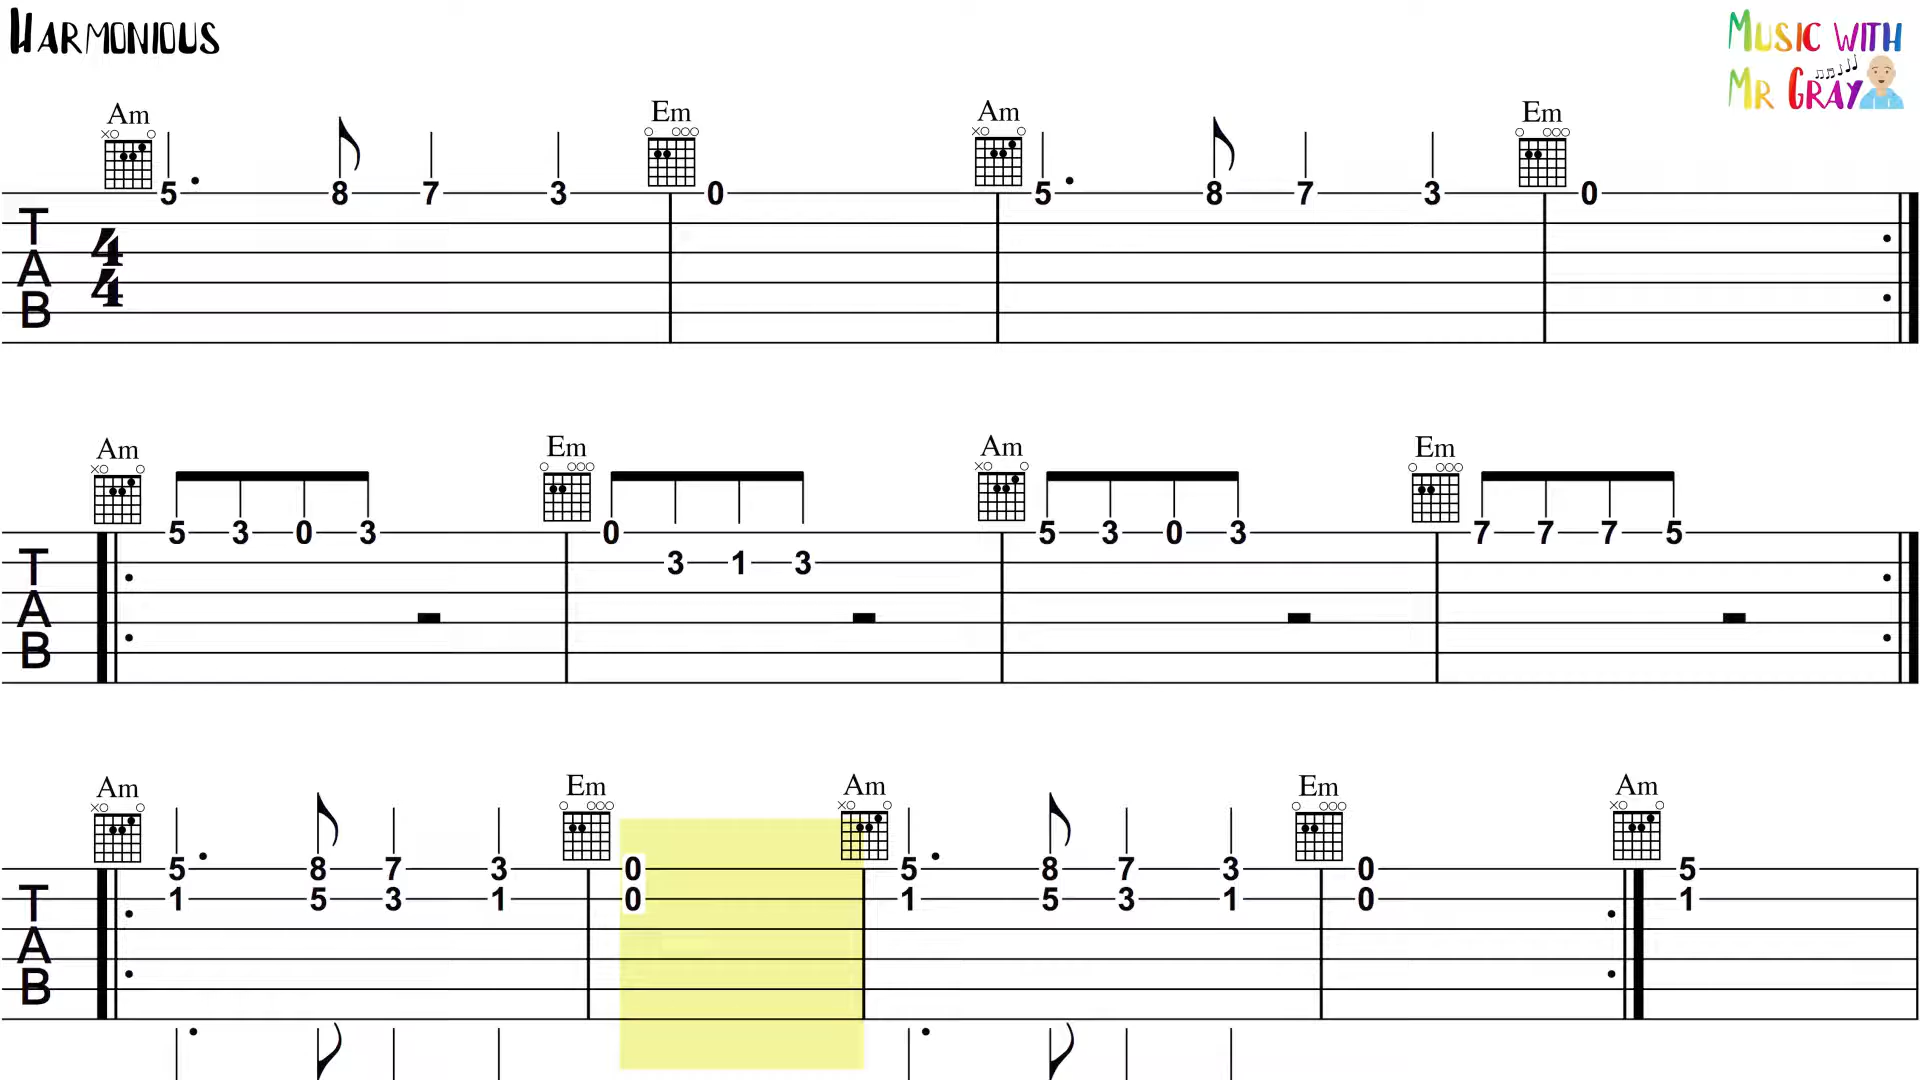 HARMONIOUS
MUSIC WITH
MR GRAY
Am Em Am Em
5 8 7 3 0 5 8 7 3 0
T
A
B
4
4
Am Em Am Em
5 3 0 3 0 5 3 0 3 7 7 7 5
3 1 3
T
A
B
Am Em Am Em Am
5 8 7 3 0 5 8 7 3 0 5
1 5 3 1 0 1 5 3 1 0 1
T
A
B